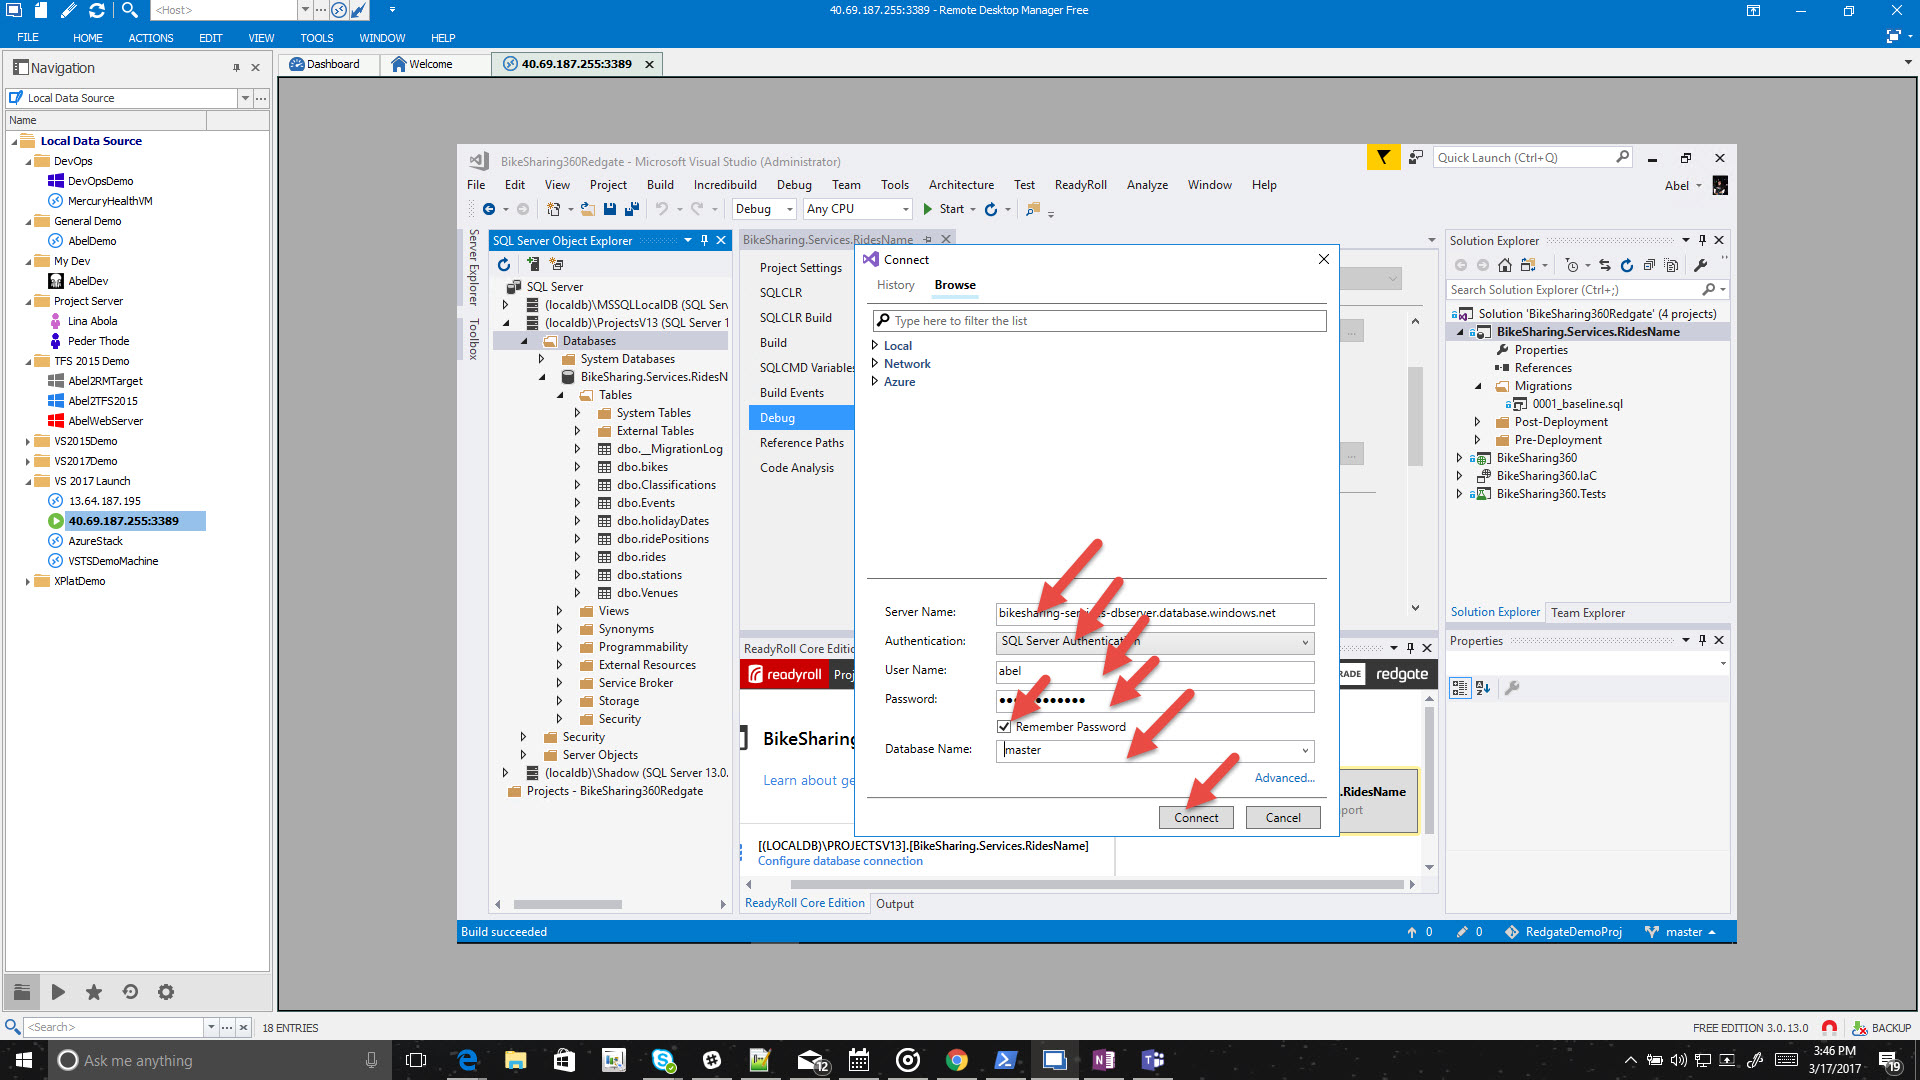 <Host>
40.69.187.255:3389 - Remote Desktop Manager Free
FILE HOME ACTIONS EDIT VIEW TOOLS WINDOW HELP
Navigation
Dashboard
Welcome
40.69.187.255:3389
Local Data Source
Name
Local Data Source
DevOps
DevOpsDemo
MercuryHealthVM
General Demo
AbelDemo
My Dev
AbelDev
Project Server
Lina Abola
Peder Thode
TFS 2015 Demo
Abel2RMTarget
Abel2TFS2015
AbelWebServer
VS2015Demo
VS2017Demo
VS 2017 Launch
13.64.187.195
40.69.187.255:3389
AzureStack
VSTSDemoMachine
XPlatDemo
BikeSharing360Redgate - Microsoft Visual Studio (Administrator)
Quick Launch (Ctrl+Q)
File Edit View Project Build Incredibuild Debug Team Tools Architecture Test ReadyRoll Analyze Window Help
Abel
Debug
Any CPU
Start
Server Explorer
Toolbox
SQL Server Object Explorer
SQL Server
(localdb)\MSSQLLocalDB (SQL Serv
(localdb)\ProjectsV13 (SQL Server 1
Databases
System Databases
BikeSharing.Services.RidesN
Tables
System Tables
External Tables
dbo.__MigrationLog
dbo.bikes
dbo.Classifications
dbo.Events
dbo.holidayDates
dbo.ridePositions
dbo.rides
dbo.stations
dbo.Venues
Views
Synonyms
Programmability
External Resources
Service Broker
Storage
Security
Security
Server Objects
(localdb)\Shadow (SQL Server 13.0.
Projects - BikeSharing360Redgate
BikeSharing.Services.RidesName
Project Settings
SQLCLR
SQLCLR Build
Build
SQLCMD Variables
Build Events
Debug
Reference Paths
Code Analysis
Connect
History
Browse
Type here to filter the list
Local
Network
Azure
Server Name:
bikesharing-services-dbserver.database.windows.net
Authentication:
SQL Server Authentication
User Name:
abel
Password:
●●●●●●●●●●●●
Remember Password
Database Name:
master
Advanced...
Connect
Cancel
ReadyRoll Core Editio
readyroll
Proj
RADE
redgate
BikeSharing
Learn about ge
.RidesName
port
[(LOCALDB)\PROJECTSV13].[BikeSharing.Services.RidesName]
Configure database connection
ReadyRoll Core Edition
Output
Solution Explorer
Search Solution Explorer (Ctrl+;)
Solution 'BikeSharing360Redgate' (4 projects)
BikeSharing.Services.RidesName
Properties
References
Migrations
0001_baseline.sql
Post-Deployment
Pre-Deployment
BikeSharing360
BikeSharing360.IaC
BikeSharing360.Tests
Solution Explorer
Team Explorer
Properties
Build succeeded
0
0
RedgateDemoProj
master
<Search>
18 ENTRIES
FREE EDITION 3.0.13.0
BACKUP
Ask me anything
12
3:46 PM
3/17/2017
19